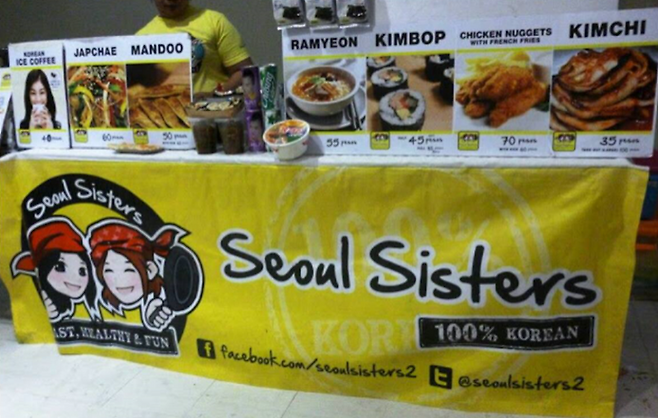 KOREAN
ICE COFFEE
JAPCHAE
60 pesos
MANDOO
50 pesos
RAMYEON
55 pesos
KIMBOP
45 pesos
CHICKEN NUGGETS
WITH FRENCH FRIES
70 pesos
KIMCHI
35 pesos
Seoul Sisters
FAST, HEALTHY & FUN
Seoul Sisters
100% KOREAN
100%
f facebook.com/seoulsisters2
t @seoulsisters2